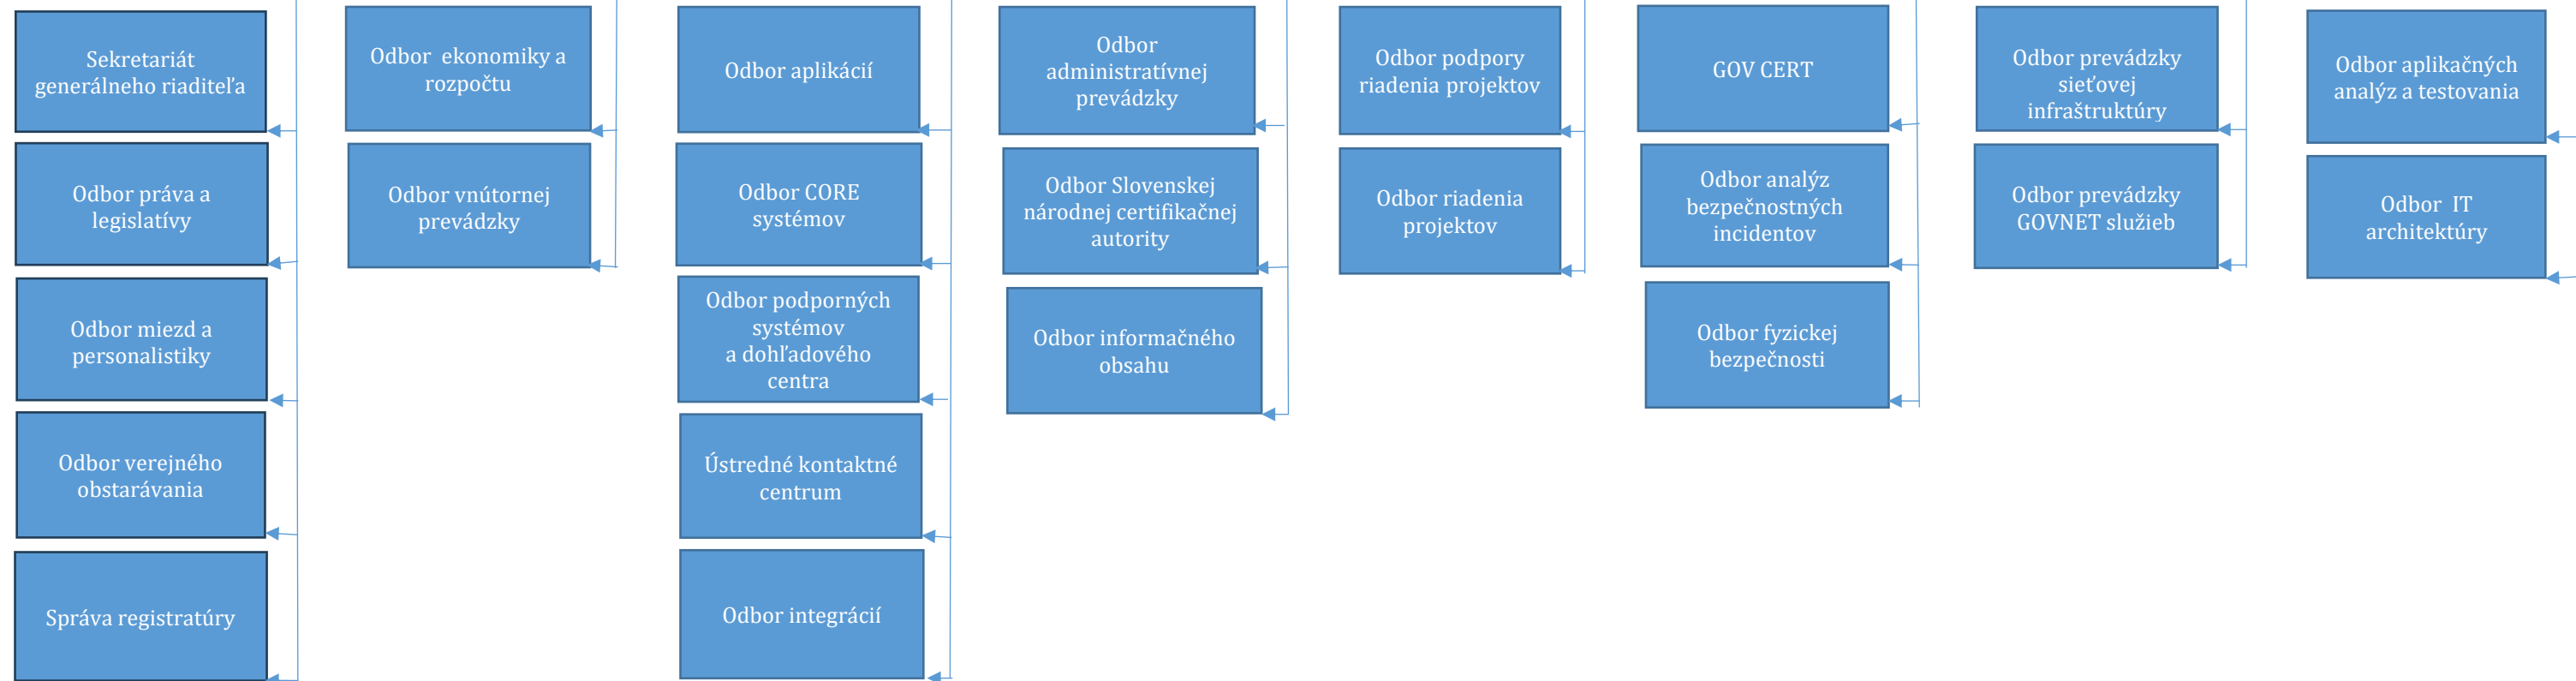 Sekretariát
generálneho riaditeľa
Odbor práva a
legislatívy
Odbor miezd a
personalistiky
Odbor verejného
obstarávania
Správa registratúry
Odbor ekonomiky a
rozpočtu
Odbor vnútornej
prevádzky
Odbor aplikácií
Odbor CORE
systémov
Odbor podporných
systémov
a dohľadového
centra
Ústredné kontaktné
centrum
Odbor integrácií
Odbor
administratívnej
prevádzky
Odbor Slovenskej
národnej certifikačnej
autority
Odbor informačného
obsahu
Odbor podpory
riadenia projektov
Odbor riadenia
projektov
GOV CERT
Odbor analýz
bezpečnostných
incidentov
Odbor fyzickej
bezpečnosti
Odbor prevádzky
sieťovej
infraštruktúry
Odbor prevádzky
GOVNET služieb
Odbor aplikačných
analýz a testovania
Odbor IT
architektúry